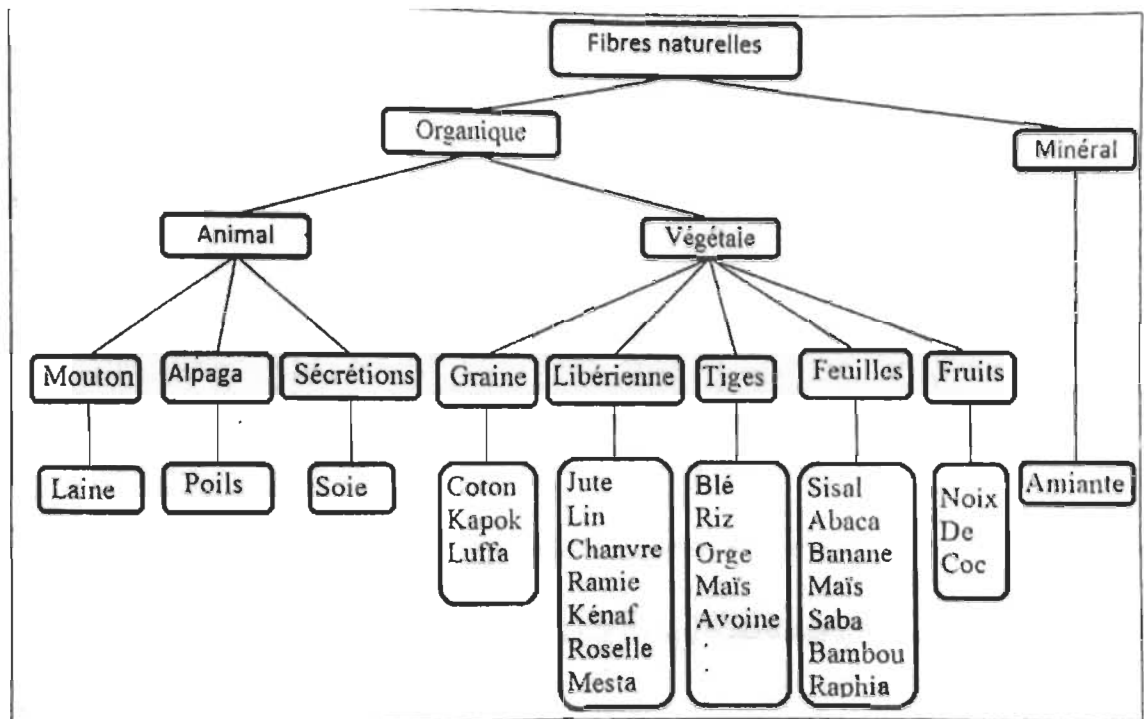 Fibres naturelles
Organique
Minéral
Animal
Végétaie
Mouton
Alpaga
Sécrétions
Graine
Libérienne
Tiges
Feuilles
Fruits
Laine
Poils
Soie
Coton
Kapok
Luffa
Jute
Lin
Chanvre
Ramie
Kénaf
Roselle
Mesta
Blé
Riz
Orge
Maïs
Avoine
.
Sisal
Abaca
Banane
Maïs
Saba
Bambou
Raphia
Noix
De
Coc
Amiante